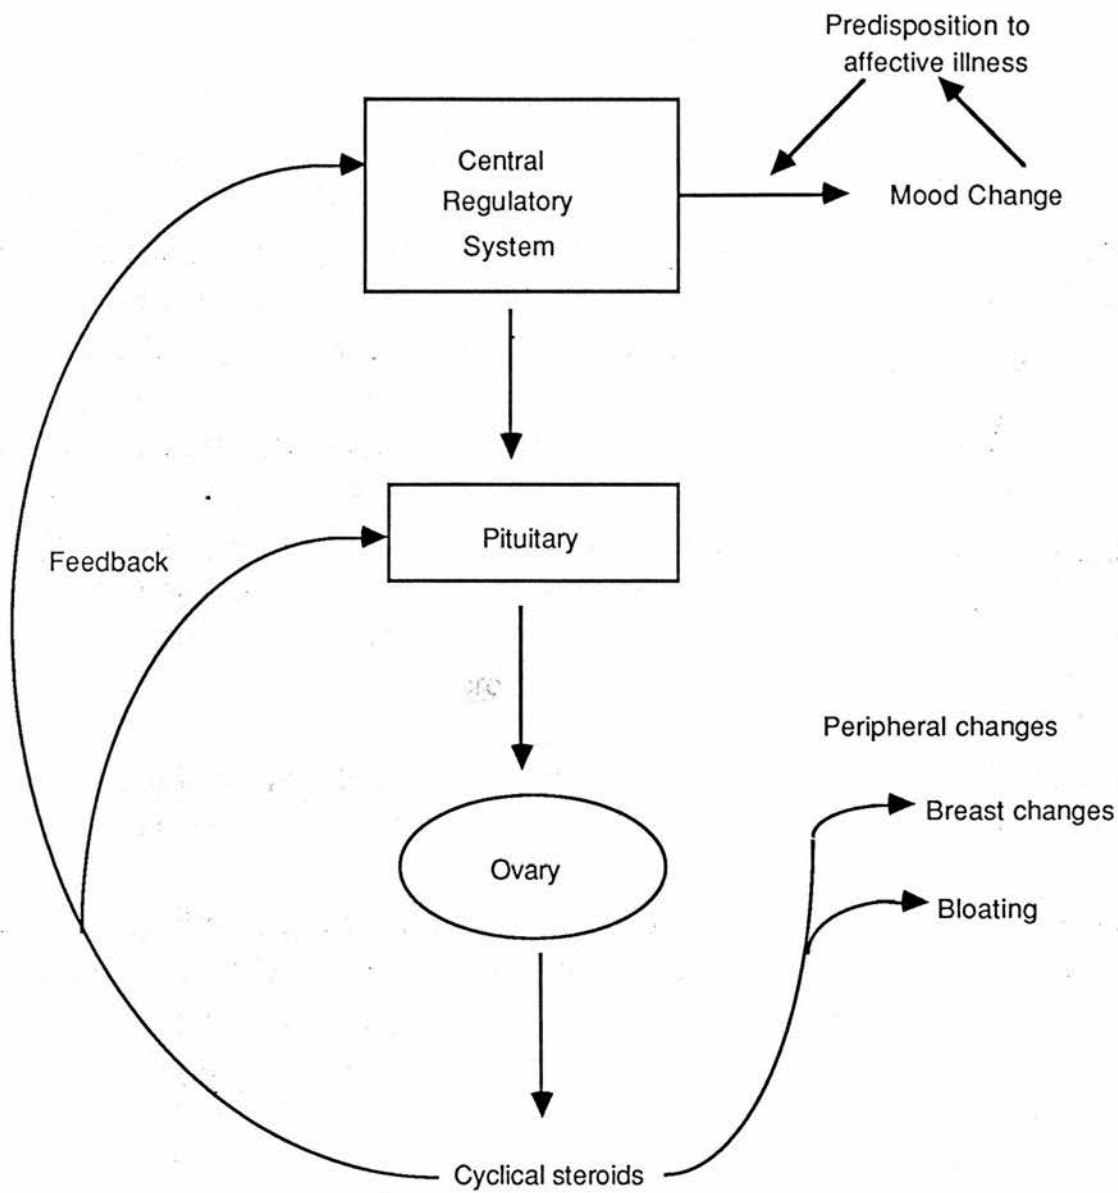 Predisposition to
affective illness
Central
Regulatory
System
Mood Change
Pituitary
Feedback
Peripheral changes
Breast changes
Ovary
Bloating
Cyclical steroids